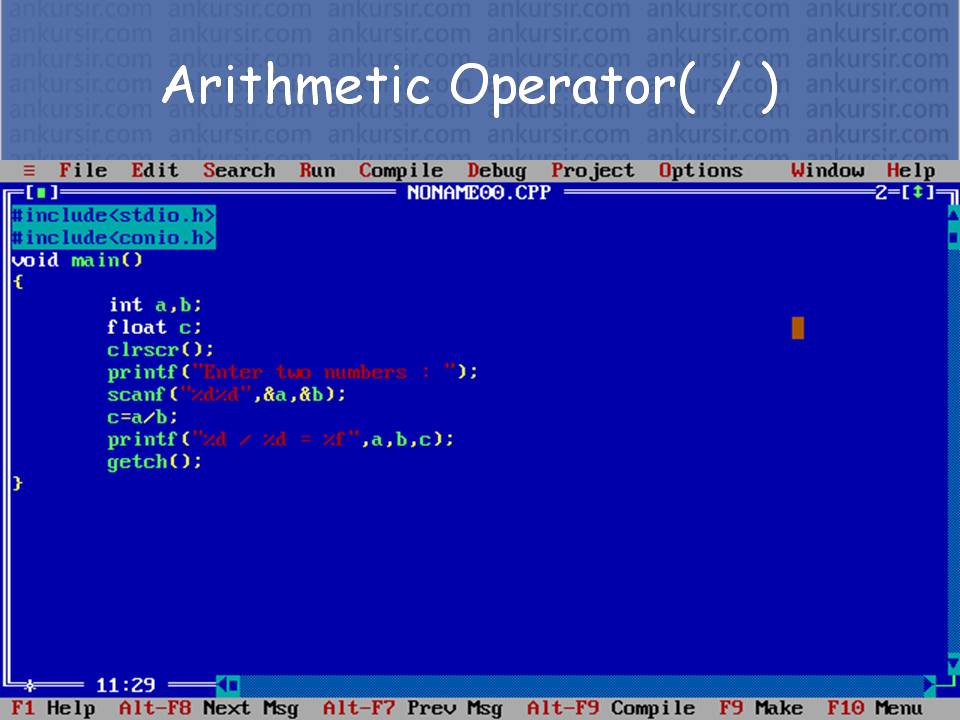 ankursir.com ankursir.com ankursir.com ankursir.com ankursir.com ankursir.com
Arithmetic Operator( / )
≡ File Edit Search Run Compile Debug Project Options Window Help
[■] NONAME00.CPP 2=[↕]
#include<stdio.h>
#include<conio.h>
void main()
{
int a,b;
float c;
clrscr();
printf("Enter two numbers : ");
scanf("%d%d",&a,&b);
c=a/b;
printf("%d / %d = %f",a,b,c);
getch();
}
11:29
F1 Help Alt-F8 Next Msg Alt-F7 Prev Msg Alt-F9 Compile F9 Make F10 Menu